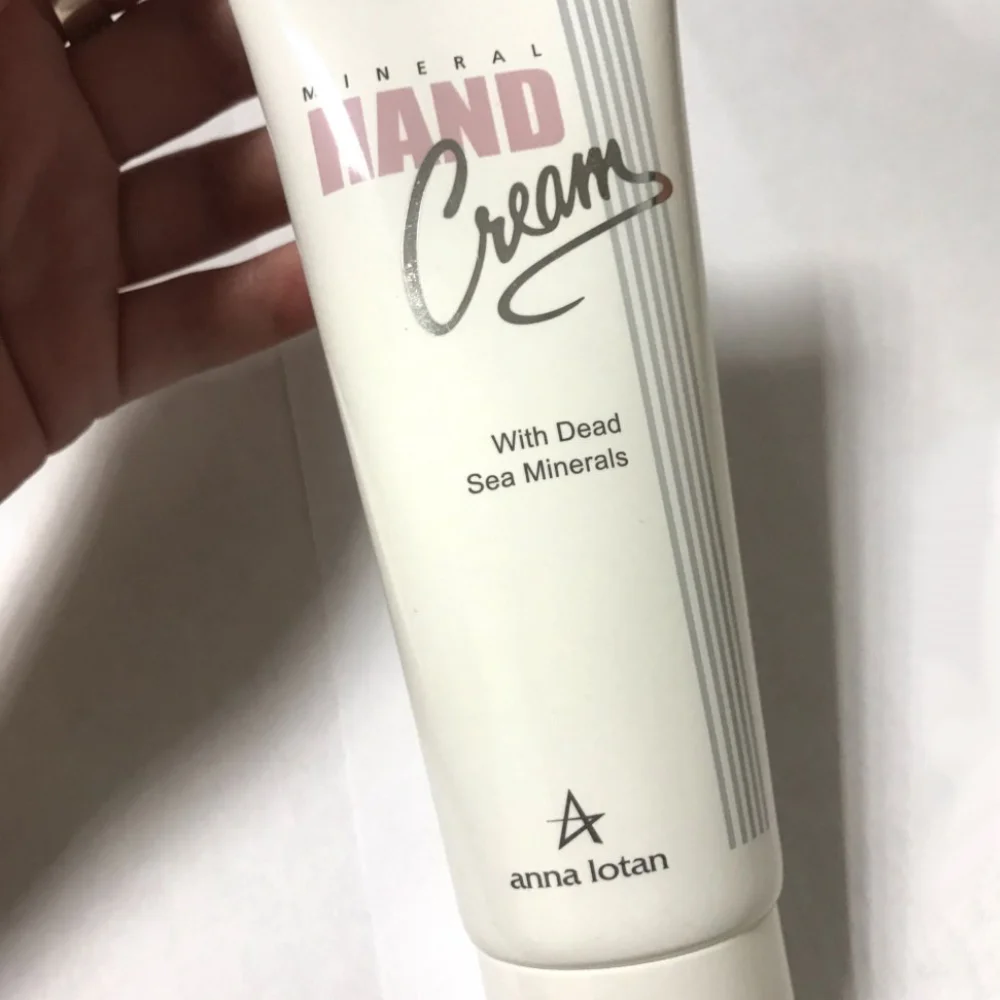 MINERAL
HAND
Cream
With Dead
Sea Minerals
anna lotan